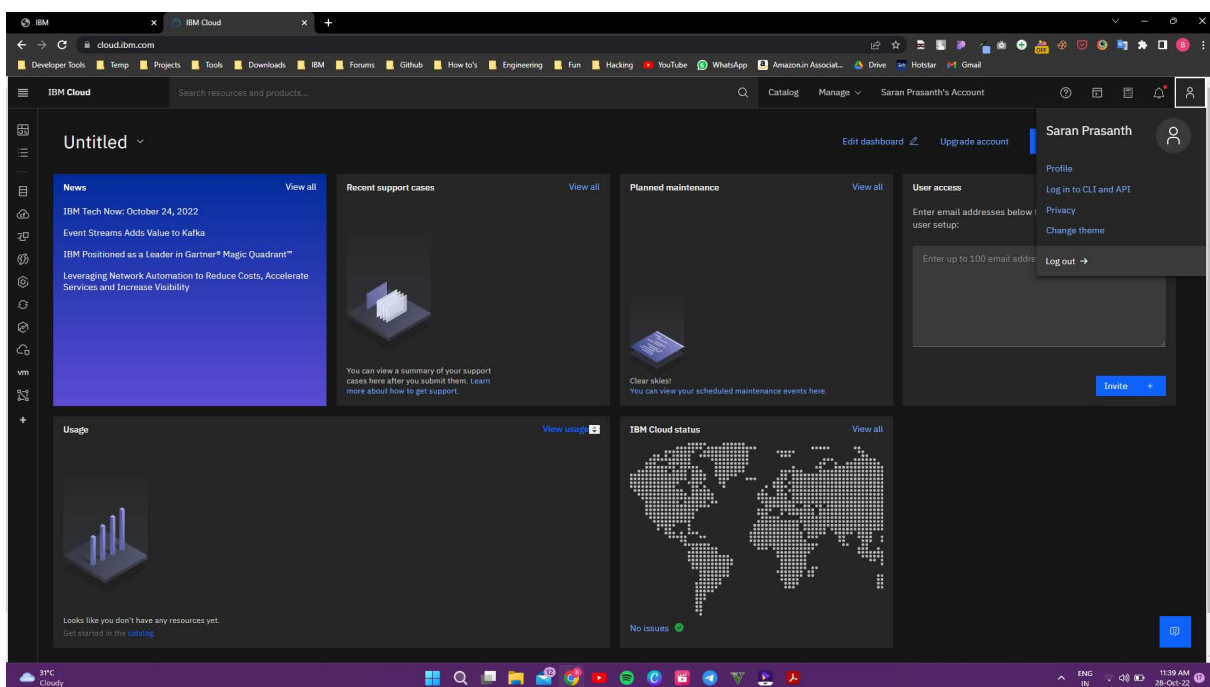 IBM
IBM Cloud
cloud.ibm.com
Developer Tools Temp Projects Tools Downloads IBM Forums Github How to's Engineering Fun Hacking YouTube WhatsApp Amazon.in Associat... Drive Hotstar Gmail
IBM Cloud Search resources and products... Catalog Manage Saran Prasanth's Account
Untitled
Edit dashboard Upgrade account
Saran Prasanth
Profile
Log in to CLI and API
Privacy
Change theme
Log out →
News View all
IBM Tech Now: October 24, 2022
Event Streams Adds Value to Kafka
IBM Positioned as a Leader in Gartner® Magic Quadrant™
Leveraging Network Automation to Reduce Costs, Accelerate
Services and Increase Visibility
Recent support cases View all
You can view a summary of your support
cases here after you submit them. Learn
more about how to get support.
Planned maintenance View all
Clear skies!
You can view your scheduled maintenance events here.
User access
Enter email addresses below
user setup:
Enter up to 100 email addre
Invite +
vm
Usage View usage
Looks like you don't have any resources yet.
Get started in the catalog.
IBM Cloud status View all
No issues
31°C
Cloudy
ENG
IN
11:39 AM
28-Oct-22
17